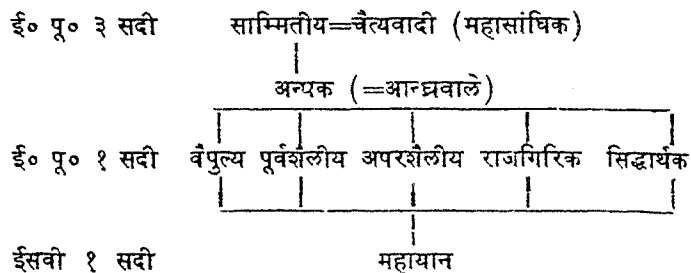 ई० पू० ३ सदी साम्मितीय=चैत्यवादी (महासांघिक)
अन्धक (=आन्ध्रवाले)
ई० पू० १ सदी वैपुल्य पूर्वशैलीय अपरशैलीय राजगिरिक सिद्धार्थक
ईसवी १ सदी महायान